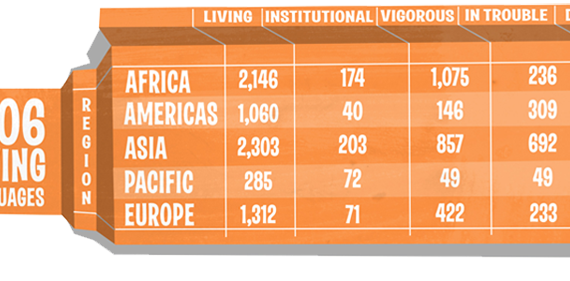 LIVING INSTITUTIONAL VIGOROUS IN TROUBLE D
AFRICA 2,146 174 1,075 236
AMERICAS 1,060 40 146 309
ASIA 2,303 203 857 692
PACIFIC 285 72 49 49
EUROPE 1,312 71 422 233
REGION
06
ING
UAGES